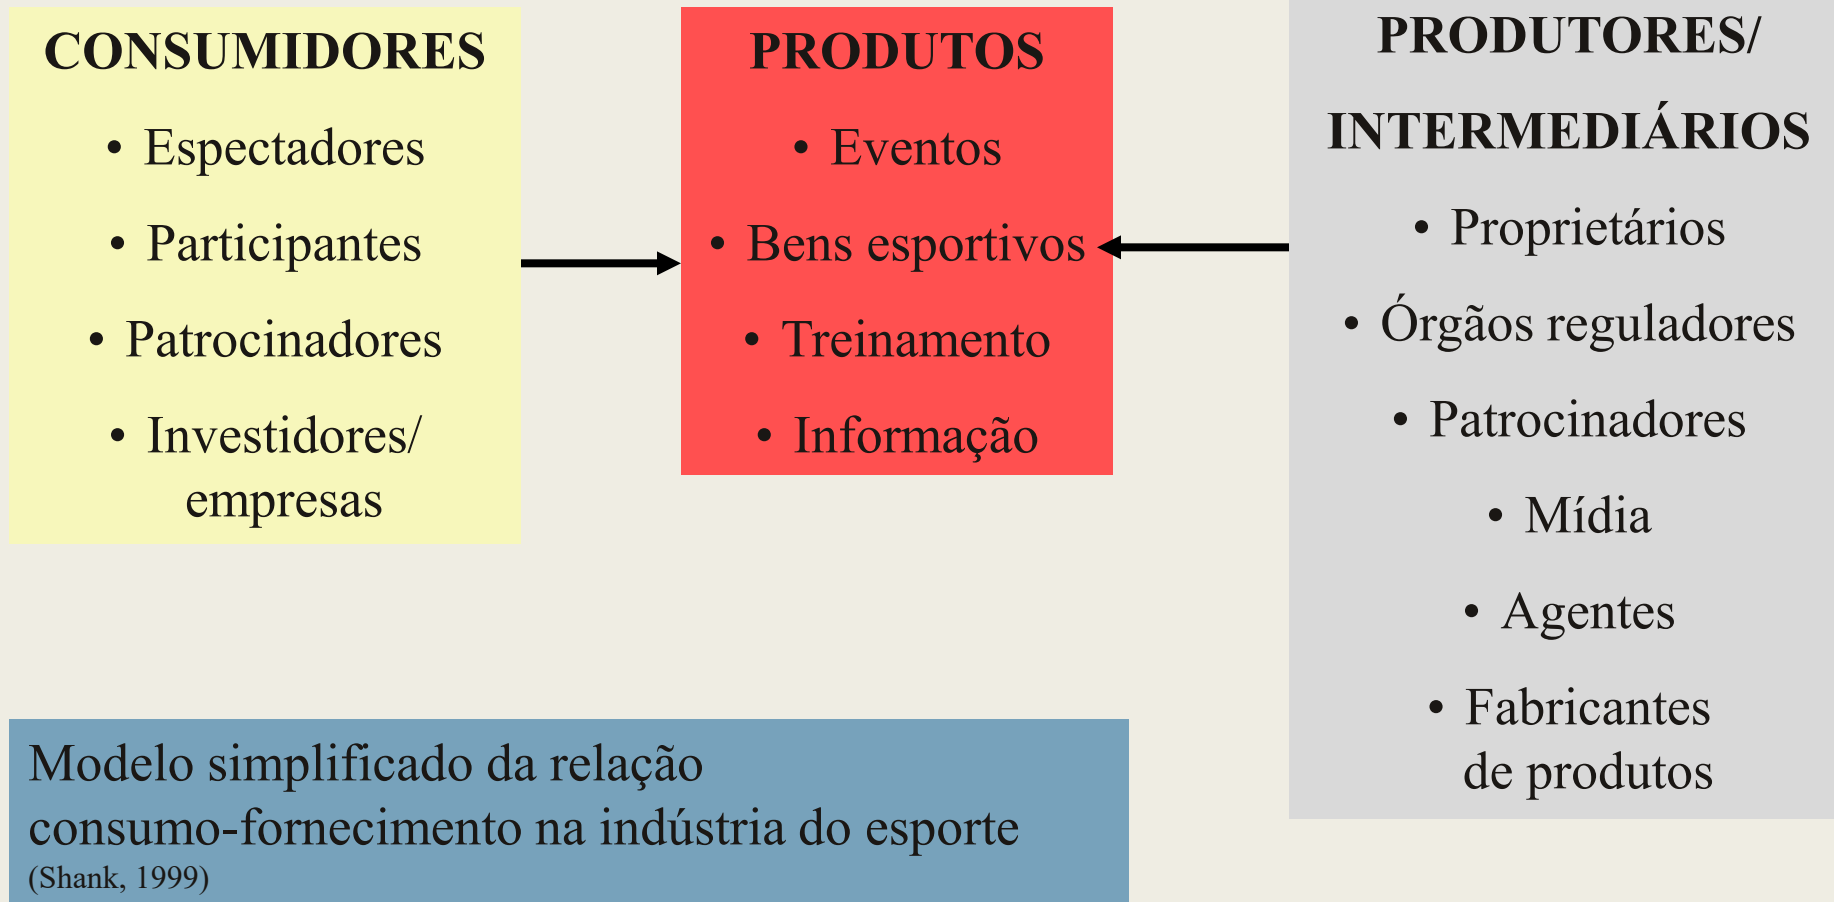 CONSUMIDORES
• Espectadores
• Participantes
• Patrocinadores
• Investidores/
empresas
PRODUTOS
• Eventos
• Bens esportivos
• Treinamento
• Informação
PRODUTORES/
INTERMEDIÁRIOS
• Proprietários
• Órgãos reguladores
• Patrocinadores
• Mídia
• Agentes
• Fabricantes
de produtos
Modelo simplificado da relação
consumo-fornecimento na indústria do esporte
(Shank, 1999)